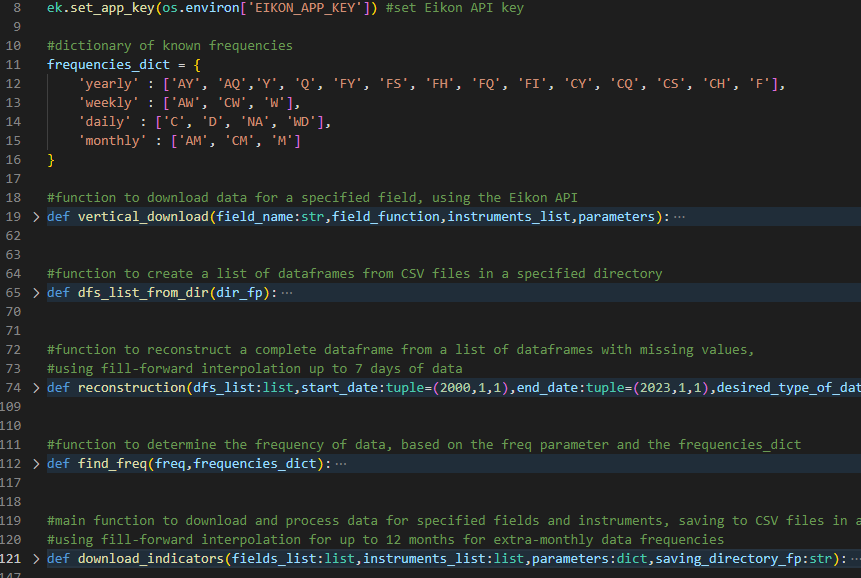 8 ek.set_app_key(os.environ['EIKON_APP_KEY']) #set Eikon API key
9
10 #dictionary of known frequencies
11 frequencies_dict = {
12 'yearly' : ['AY', 'AQ','Y', 'Q', 'FY', 'FS', 'FH', 'FQ', 'FI', 'CY', 'CQ', 'CS', 'CH', 'F'],
13 'weekly' : ['AW', 'CW', 'W'],
14 'daily' : ['C', 'D', 'NA', 'WD'],
15 'monthly' : ['AM', 'CM', 'M']
16 }
17
18 #function to download data for a specified field, using the Eikon API
19 > def vertical_download(field_name:str,field_function,instruments_list,parameters): ···
62
63
64 #function to create a list of dataframes from CSV files in a specified directory
65 > def dfs_list_from_dir(dir_fp): ···
70
71
72 #function to reconstruct a complete dataframe from a list of dataframes with missing values,
73 #using fill-forward interpolation up to 7 days of data
74 > def reconstruction(dfs_list:list,start_date:tuple=(2000,1,1),end_date:tuple=(2023,1,1),desired_type_of_dat
109
110
111 #function to determine the frequency of data, based on the freq parameter and the frequencies_dict
112 > def find_freq(freq,frequencies_dict): ···
117
118
119 #main function to download and process data for specified fields and instruments, saving to CSV files in a
120 #using fill-forward interpolation for up to 12 months for extra-monthly data frequencies
121 > def download_indicators(fields_list:list,instruments_list:list,parameters:dict,saving_directory_fp:str): ··
147